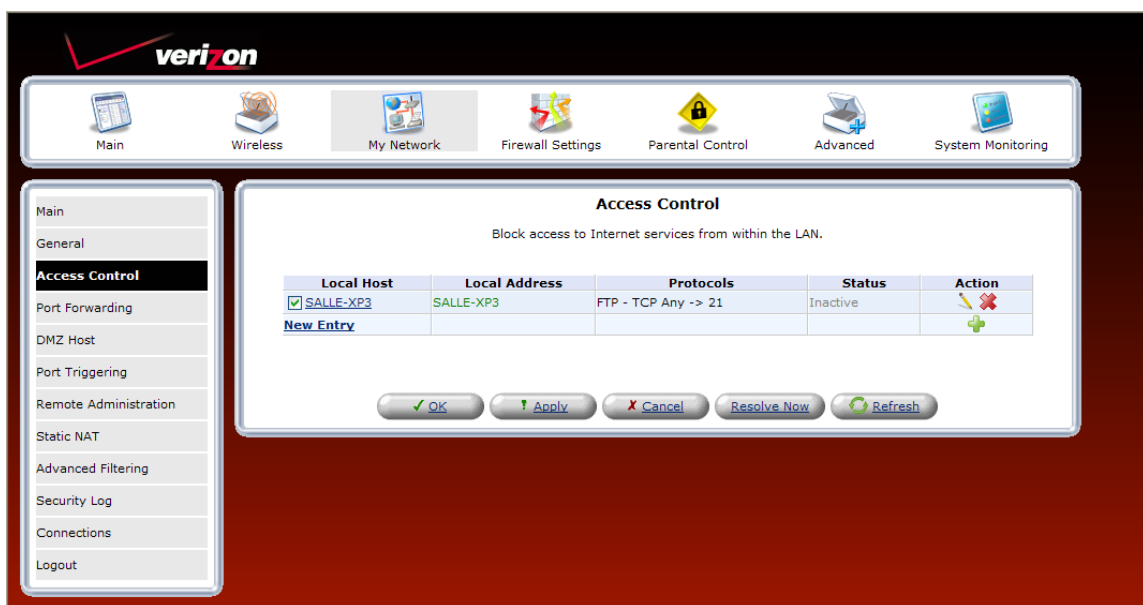 verizon
Main
Wireless
My Network
Firewall Settings
Parental Control
Advanced
System Monitoring
Main
General
Access Control
Port Forwarding
DMZ Host
Port Triggering
Remote Administration
Static NAT
Advanced Filtering
Security Log
Connections
Logout
Access Control
Block access to Internet services from within the LAN.
Local Host Local Address Protocols Status Action
SALLE-XP3 SALLE-XP3 FTP - TCP Any -> 21 Inactive
New Entry
OK Apply Cancel Resolve Now Refresh